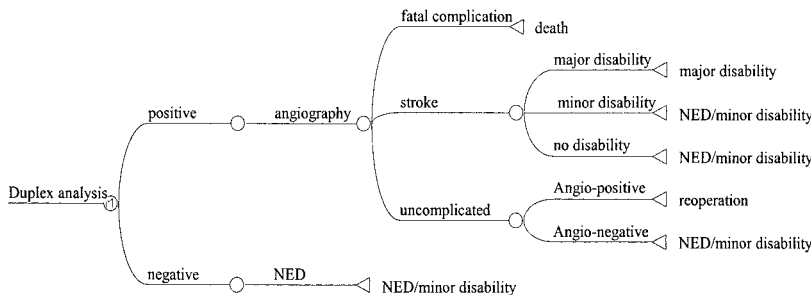 fatal complication
death
major disability
major disability
positive
angiography
stroke
minor disability
NED/minor disability
no disability
NED/minor disability
Duplex analysis
1
uncomplicated
Angio-positive
reoperation
Angio-negative
NED/minor disability
negative
NED
NED/minor disability